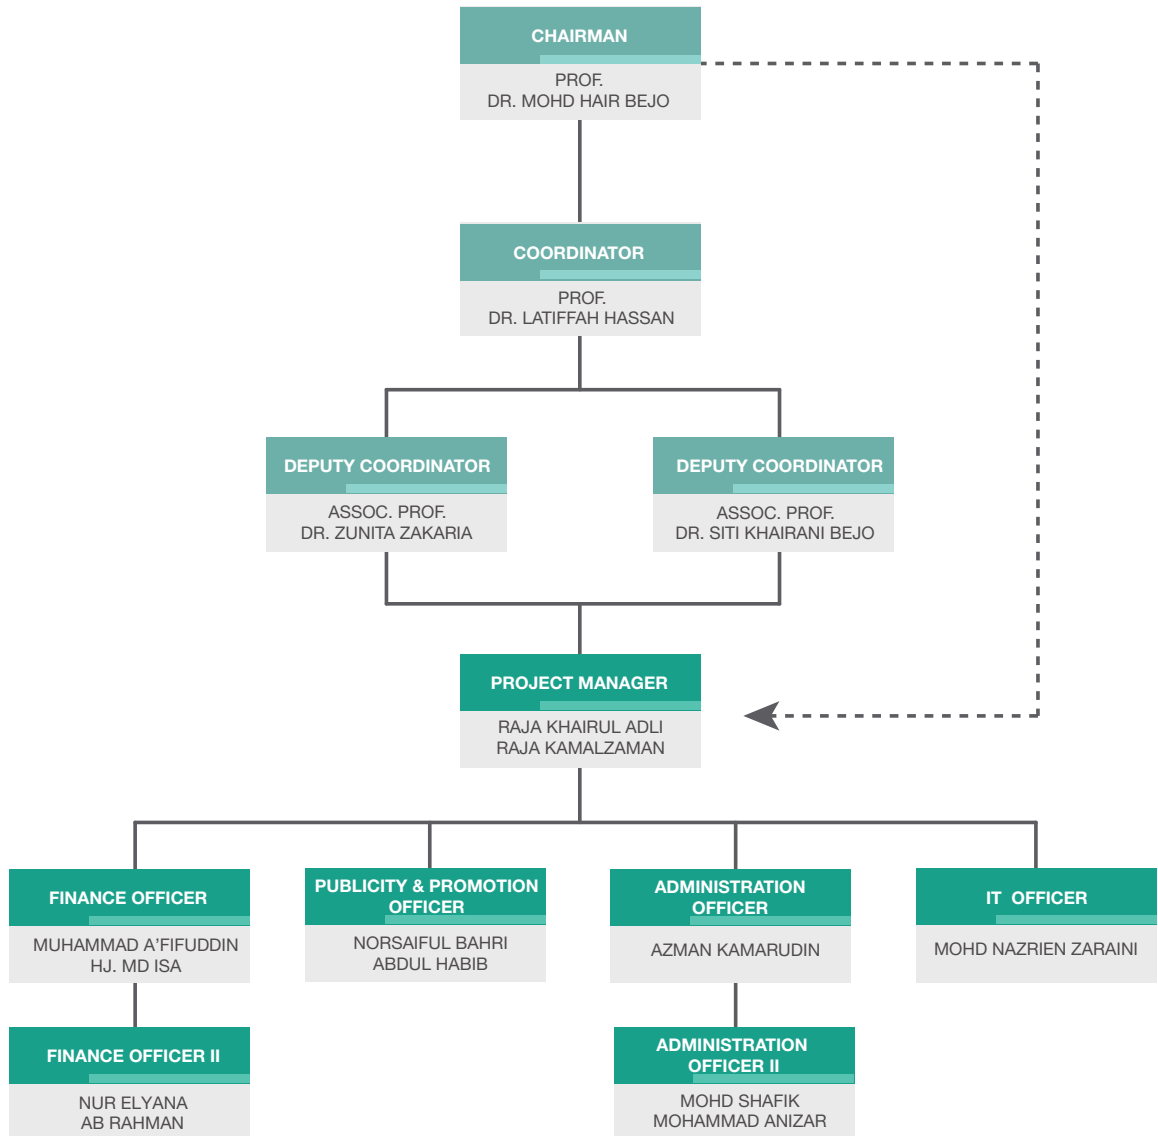 CHAIRMAN
PROF.
DR. MOHD HAIR BEJO
COORDINATOR
PROF.
DR. LATIFFAH HASSAN
DEPUTY COORDINATOR
ASSOC. PROF.
DR. ZUNITA ZAKARIA
DEPUTY COORDINATOR
ASSOC. PROF.
DR. SITI KHAIRANI BEJO
PROJECT MANAGER
RAJA KHAIRUL ADLI
RAJA KAMALZAMAN
FINANCE OFFICER
MUHAMMAD A’FIFUDDIN
HJ. MD ISA
PUBLICITY & PROMOTION
OFFICER
NORSAIFUL BAHRI
ABDUL HABIB
ADMINISTRATION
OFFICER
AZMAN KAMARUDIN
IT OFFICER
MOHD NAZRIEN ZARAINI
FINANCE OFFICER II
NUR ELYANA
AB RAHMAN
ADMINISTRATION
OFFICER II
MOHD SHAFIK
MOHAMMAD ANIZAR